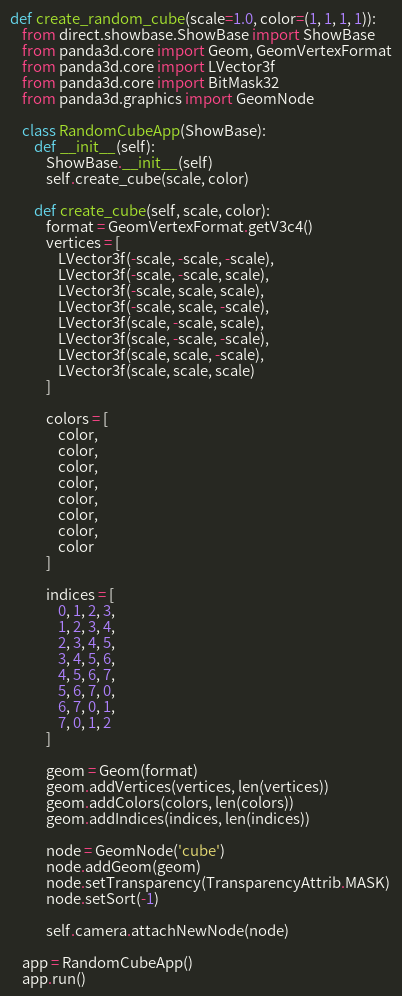 def create_random_cube(scale=1.0, color=(1, 1, 1, 1)):
    from direct.showbase.ShowBase import ShowBase
    from panda3d.core import Geom, GeomVertexFormat
    from panda3d.core import LVector3f
    from panda3d.core import BitMask32
    from panda3d.graphics import GeomNode

    class RandomCubeApp(ShowBase):
        def __init__(self):
            ShowBase.__init__(self)
            self.create_cube(scale, color)

        def create_cube(self, scale, color):
            format = GeomVertexFormat.getV3c4()
            vertices = [
                LVector3f(-scale, -scale, -scale),
                LVector3f(-scale, -scale, scale),
                LVector3f(-scale, scale, scale),
                LVector3f(-scale, scale, -scale),
                LVector3f(scale, -scale, scale),
                LVector3f(scale, -scale, -scale),
                LVector3f(scale, scale, -scale),
                LVector3f(scale, scale, scale)
            ]

            colors = [
                color,
                color,
                color,
                color,
                color,
                color,
                color,
                color
            ]

            indices = [
                0, 1, 2, 3,
                1, 2, 3, 4,
                2, 3, 4, 5,
                3, 4, 5, 6,
                4, 5, 6, 7,
                5, 6, 7, 0,
                6, 7, 0, 1,
                7, 0, 1, 2
            ]

            geom = Geom(format)
            geom.addVertices(vertices, len(vertices))
            geom.addColors(colors, len(colors))
            geom.addIndices(indices, len(indices))

            node = GeomNode('cube')
            node.addGeom(geom)
            node.setTransparency(TransparencyAttrib.MASK)
            node.setSort(-1)

            self.camera.attachNewNode(node)

    app = RandomCubeApp()
    app.run()